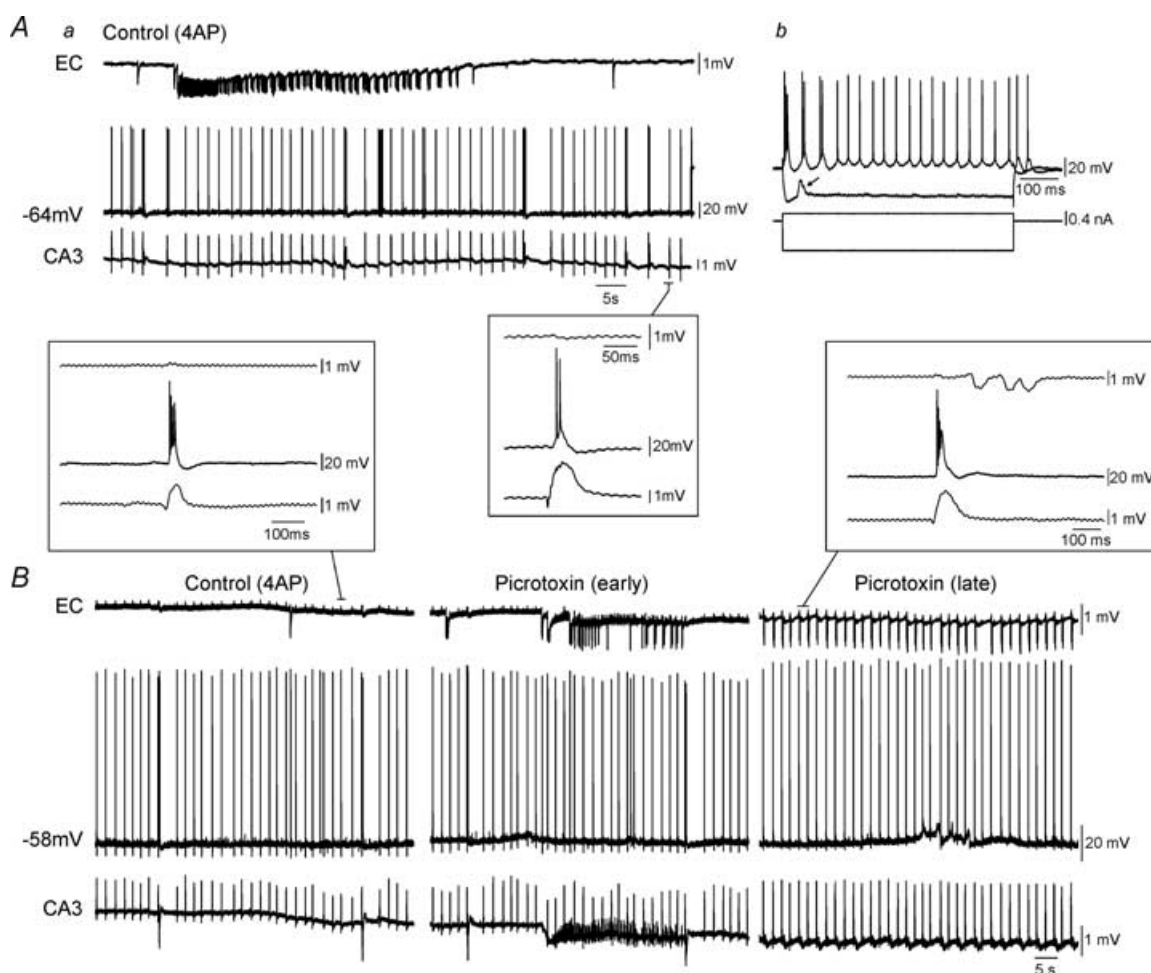 A a Control (4AP) b
EC 1mV
20 mV
100 ms
-64mV 20 mV
0.4 nA
CA3 1 mV
5s
1 mV
20 mV
1 mV
100ms
1mV
50ms
20mV
1mV
1 mV
20 mV
1 mV
100 ms
B Control (4AP) Picrotoxin (early) Picrotoxin (late)
EC 1 mV
-58mV 20 mV
CA3 1 mV
5 s